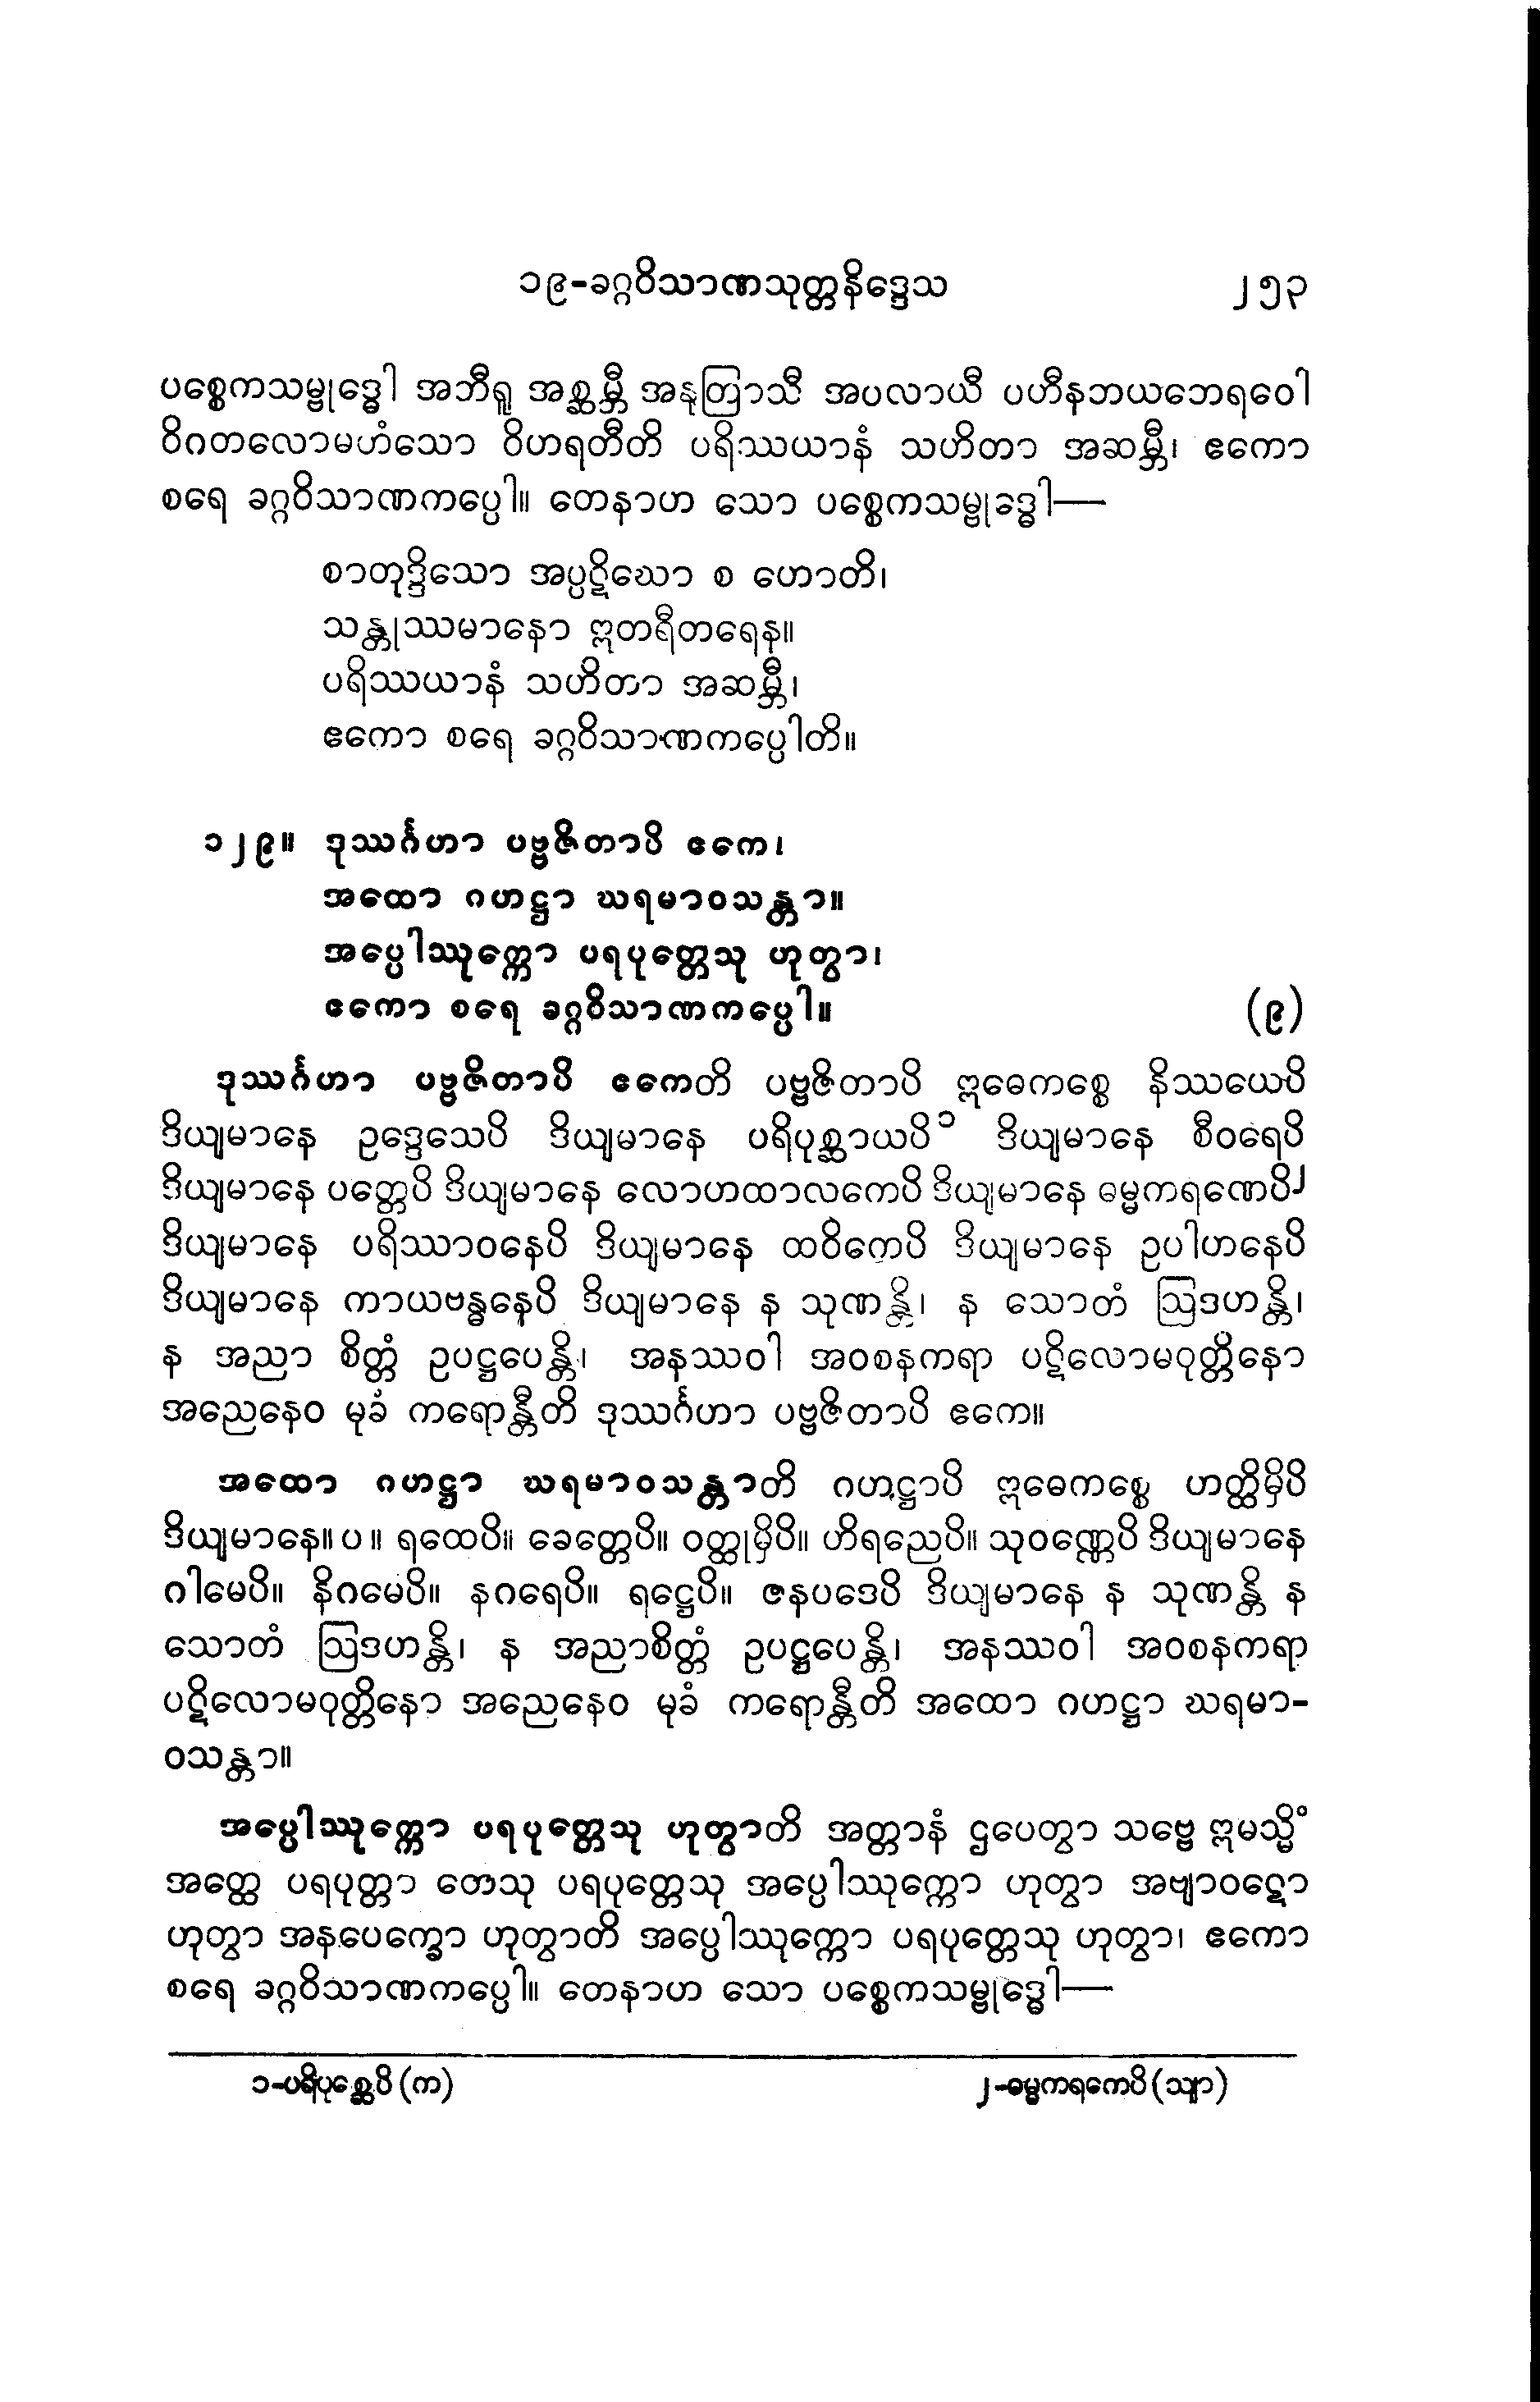 ၁၉-ခဂ္ဂဝိသာဏသုတ္တနိဒ္ဒေသ ၂၅၃
ပစ္စေကသမ္ဗုဒ္ဓေါ အဘီရူ အစ္ဆမ္ဘီ အနုတြာသီ အပလာယီ ပဟီနဘယဘေရဝေါ
ဝိဂတလောမဟံသော ဝိဟရတီတိ ပရိဿယာနံ သဟိတာ အဆမ္ဘီ၊ ဧကော
စရေ ခဂ္ဂဝိသာဏကပ္ပေါ။ တေနာဟ သော ပစ္စေကသမ္ဗုဒ္ဓေါ—
စာတုဒ္ဒိသော အပ္ပဋိဃော စ ဟောတိ၊
သန္တုဿမာနော ဣတရီတရေန။
ပရိဿယာနံ သဟိတာ အဆမ္ဘီ၊
ဧကော စရေ ခဂ္ဂဝိသာဏကပ္ပေါတိ။
၁၂၉။ ဒုဿင်္ဂဟာ ပဗ္ဗဇိတာပိ ဧကေ၊
အထော ဂဟဋ္ဌာ ဃရမာဝသန္တာ။
အပ္ပေါဿုက္ကော ပရပုတ္တေသု ဟုတွာ၊
ဧကော စရေ ခဂ္ဂဝိသာဏကပ္ပေါ။ (၉)
ဒုဿင်္ဂဟာ ပဗ္ဗဇိတာပိ ဧကေတိ ပဗ္ဗဇိတာပိ ဣဓေကစ္စေ နိဿယေပိ
ဒိယျမာနေ ဥဒ္ဒေသေပိ ဒိယျမာနေ ပရိပုစ္ဆာယပိ၁ ဒိယျမာနေ စီဝရေပိ
ဒိယျမာနေ ပတ္တေပိ ဒိယျမာနေ လောဟထာလကေပိ ဒိယျမာနေ ဓမ္မကရဏေပိ၂
ဒိယျမာနေ ပရိဿာဝနေပိ ဒိယျမာနေ ထဝိကေပိ ဒိယျမာနေ ဥပါဟနေပိ
ဒိယျမာနေ ကာယဗန္ဓနေပိ ဒိယျမာနေ န သုဏန္တိ၊ န သောတံ ဩဒဟန္တိ၊
န အညာ စိတ္တံ ဥပဋ္ဌပေန္တိ၊ အနဿဝါ အဝစနကရာ ပဋိလောမဝုတ္တိနော
အညေနေဝ မုခံ ကရောန္တီတိ ဒုဿင်္ဂဟာ ပဗ္ဗဇိတာပိ ဧကေ။
အထော ဂဟဋ္ဌာ ဃရမာဝသန္တာတိ ဂဟဋ္ဌာပိ ဣဓေကစ္စေ ဟတ္ထိမှိပိ
ဒိယျမာနေ။ ပ။ ရထေပိ။ ခေတ္တေပိ။ ဝတ္ထုမှိပိ။ ဟိရညေပိ။ သုဝဏ္ဏေပိ ဒိယျမာနေ
ဂါမေပိ။ နိဂမေပိ။ နဂရေပိ။ ရဋ္ဌေပိ။ ဇနပဒေပိ ဒိယျမာနေ န သုဏန္တိ န
သောတံ ဩဒဟန္တိ၊ န အညာစိတ္တံ ဥပဋ္ဌပေန္တိ၊ အနဿဝါ အဝစနကရာ
ပဋိလောမဝုတ္တိနော အညေနေဝ မုခံ ကရောန္တီတိ အထော ဂဟဋ္ဌာ ဃရမာ-
ဝသန္တာ။
အပ္ပေါဿုက္ကော ပရပုတ္တေသု ဟုတွာတိ အတ္တာနံ ဌပေတွာ သဗ္ဗေ ဣမသ္မိံ
အတ္ထေ ပရပုတ္တာ တေသု ပရပုတ္တေသု အပ္ပေါဿုက္ကော ဟုတွာ အဗျာဝဋော
ဟုတွာ အနပေက္ခော ဟုတွာတိ အပ္ပေါဿုက္ကော ပရပုတ္တေသု ဟုတွာ၊ ဧကော
စရေ ခဂ္ဂဝိသာဏကပ္ပေါ။ တေနာဟ သော ပစ္စေကသမ္ဗုဒ္ဓေါ—
၁-ပရိပုစ္ဆေပိ (က) ၂-ဓမ္မကရကေပိ (သျာ)